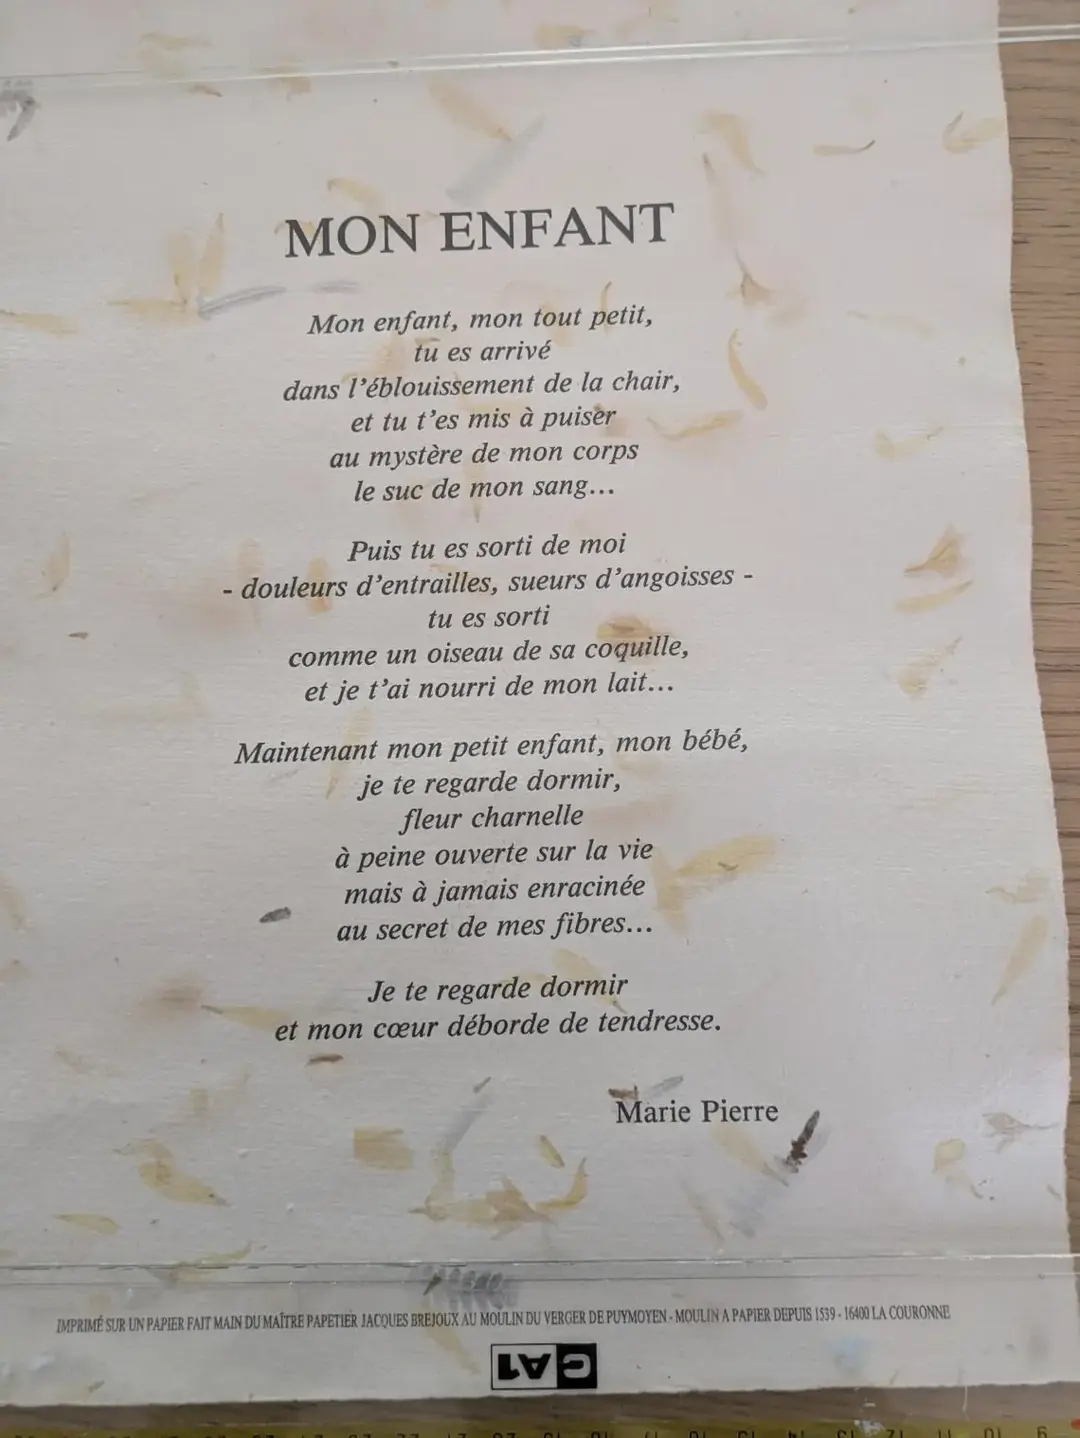 MON ENFANT
Mon enfant, mon tout petit,
tu es arrivé
dans l'éblouissement de la chair,
et tu t'es mis à puiser
au mystère de mon corps
le suc de mon sang...
Puis tu es sorti de moi
- douleurs d'entrailles, sueurs d'angoisses -
tu es sorti
comme un oiseau de sa coquille,
et je t'ai nourri de mon lait...
Maintenant mon petit enfant, mon bébé,
je te regarde dormir,
fleur charnelle
à peine ouverte sur la vie
mais à jamais enracinée
au secret de mes fibres...
Je te regarde dormir
et mon cœur déborde de tendresse.
Marie Pierre
IMPRIMÉ SUR UN PAPIER FAIT MAIN DU MAÎTRE PAPETIER JACQUES BREJOUX AU MOULIN DU VERGER DE PUYMOYEN - MOULIN A PAPIER DEPUIS 1539 - 16400 LA COURONNE